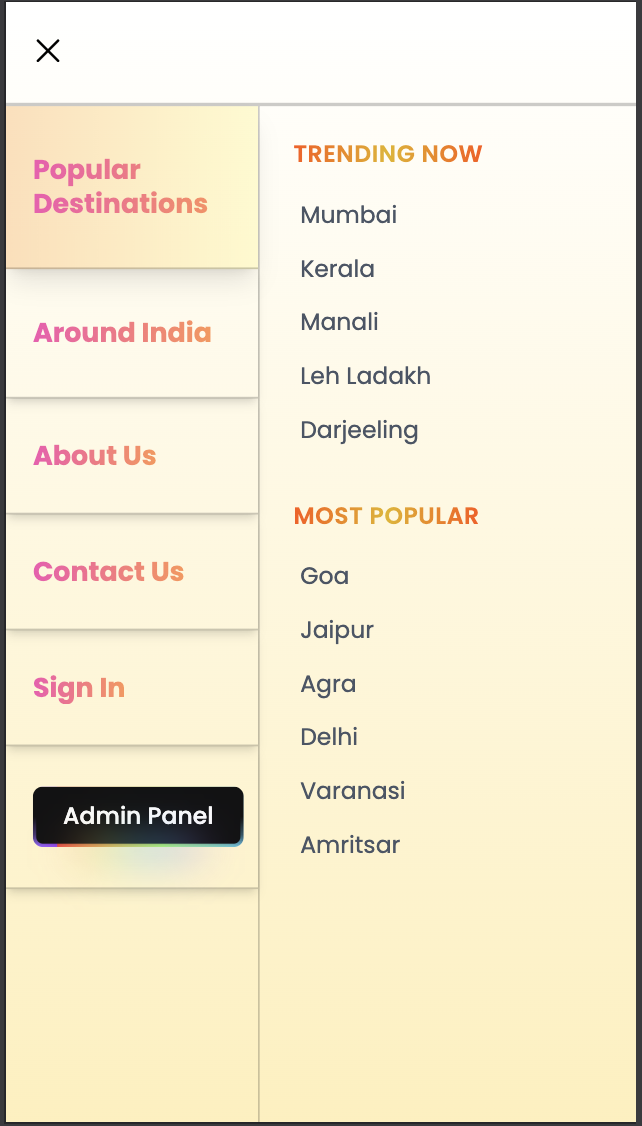 Popular
Destinations
Around India
About Us
Contact Us
Sign In
Admin Panel
TRENDING NOW
Mumbai
Kerala
Manali
Leh Ladakh
Darjeeling
MOST POPULAR
Goa
Jaipur
Agra
Delhi
Varanasi
Amritsar